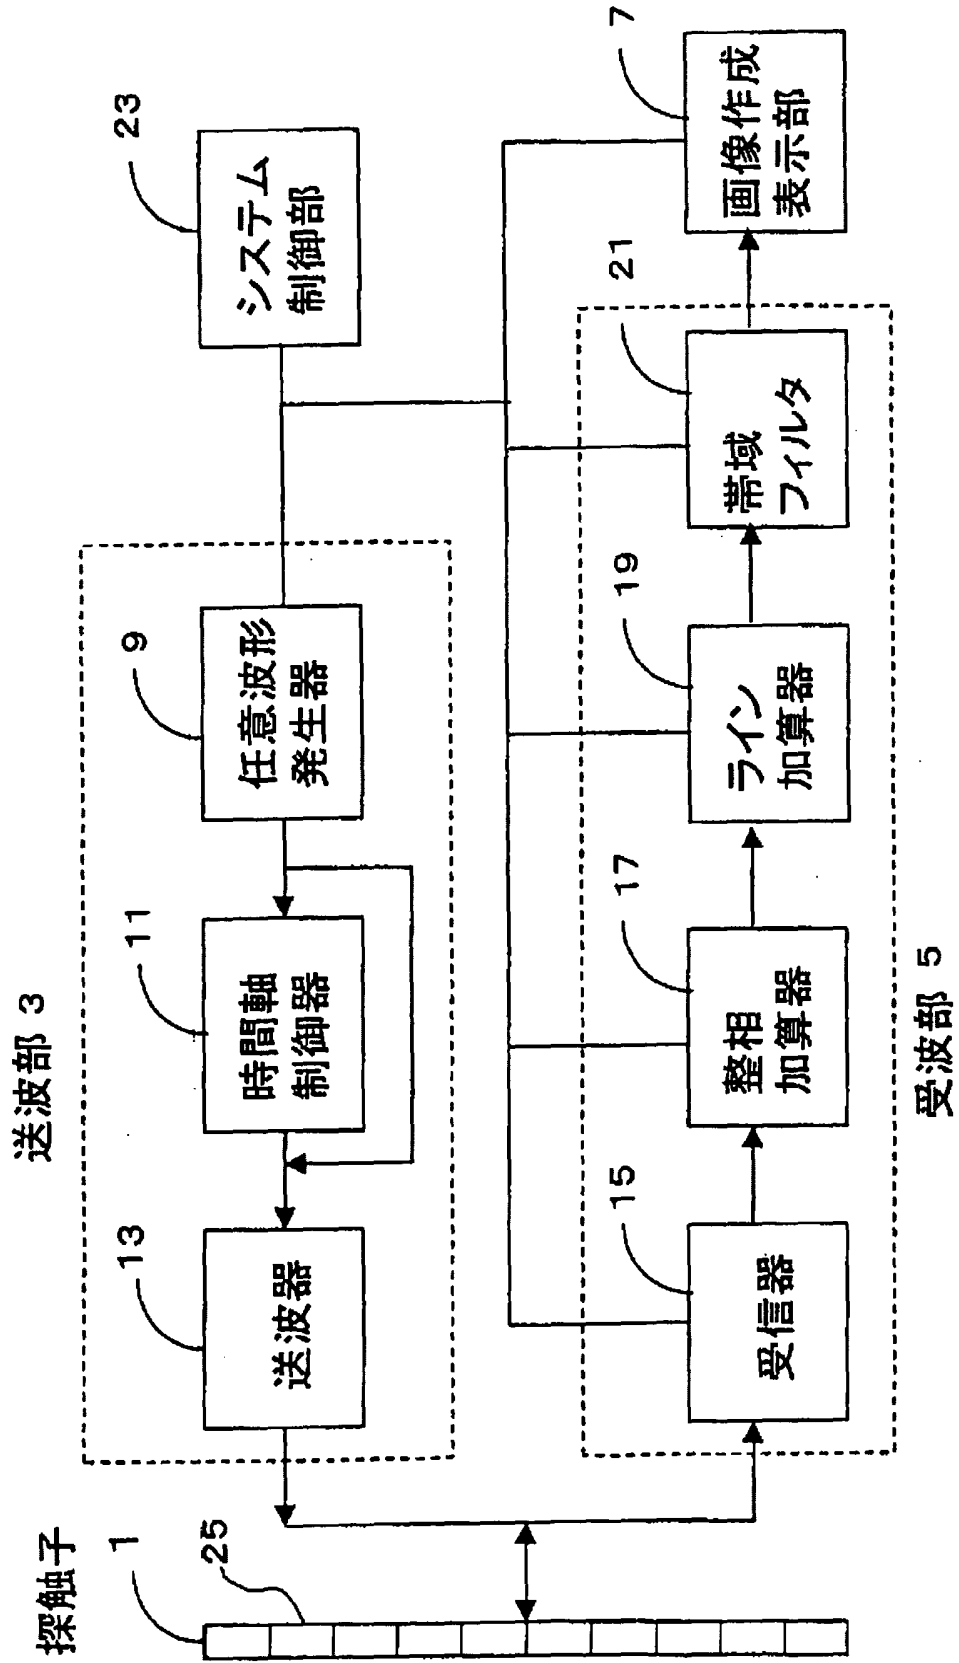 探触子
1
25
送波部 3
13
送波器
11
時間軸
制御器
9
任意波形
発生器
23
システム
制御部
15
受信器
17
整相
加算器
19
ライン
加算器
21
帯域
フィルタ
7
画像作成
表示部
受波部 5